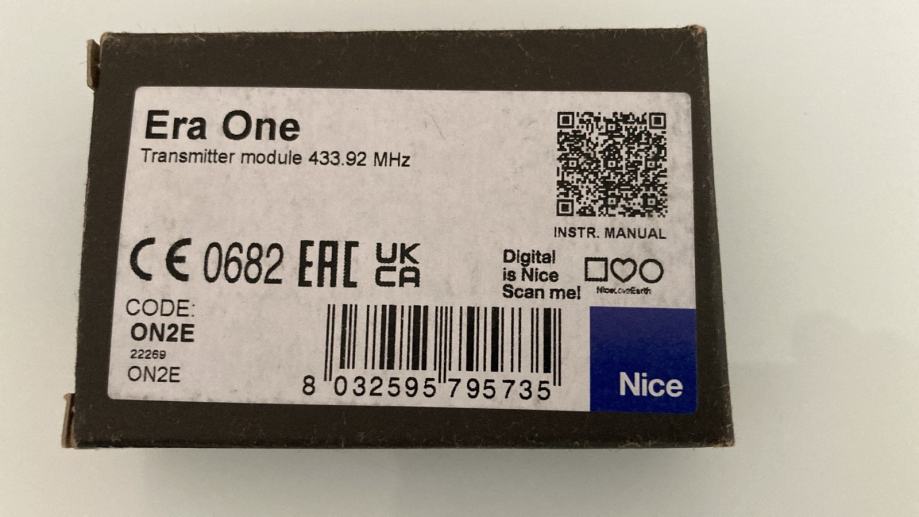 Era One
Transmitter module 433.92 MHz
INSTR. MANUAL
CE 0682 EAC UK
CA
Digital
is Nice
Scan me!
NiceLoveEarth
CODE:
ON2E
22269
ON2E
8 032595 795735
Nice